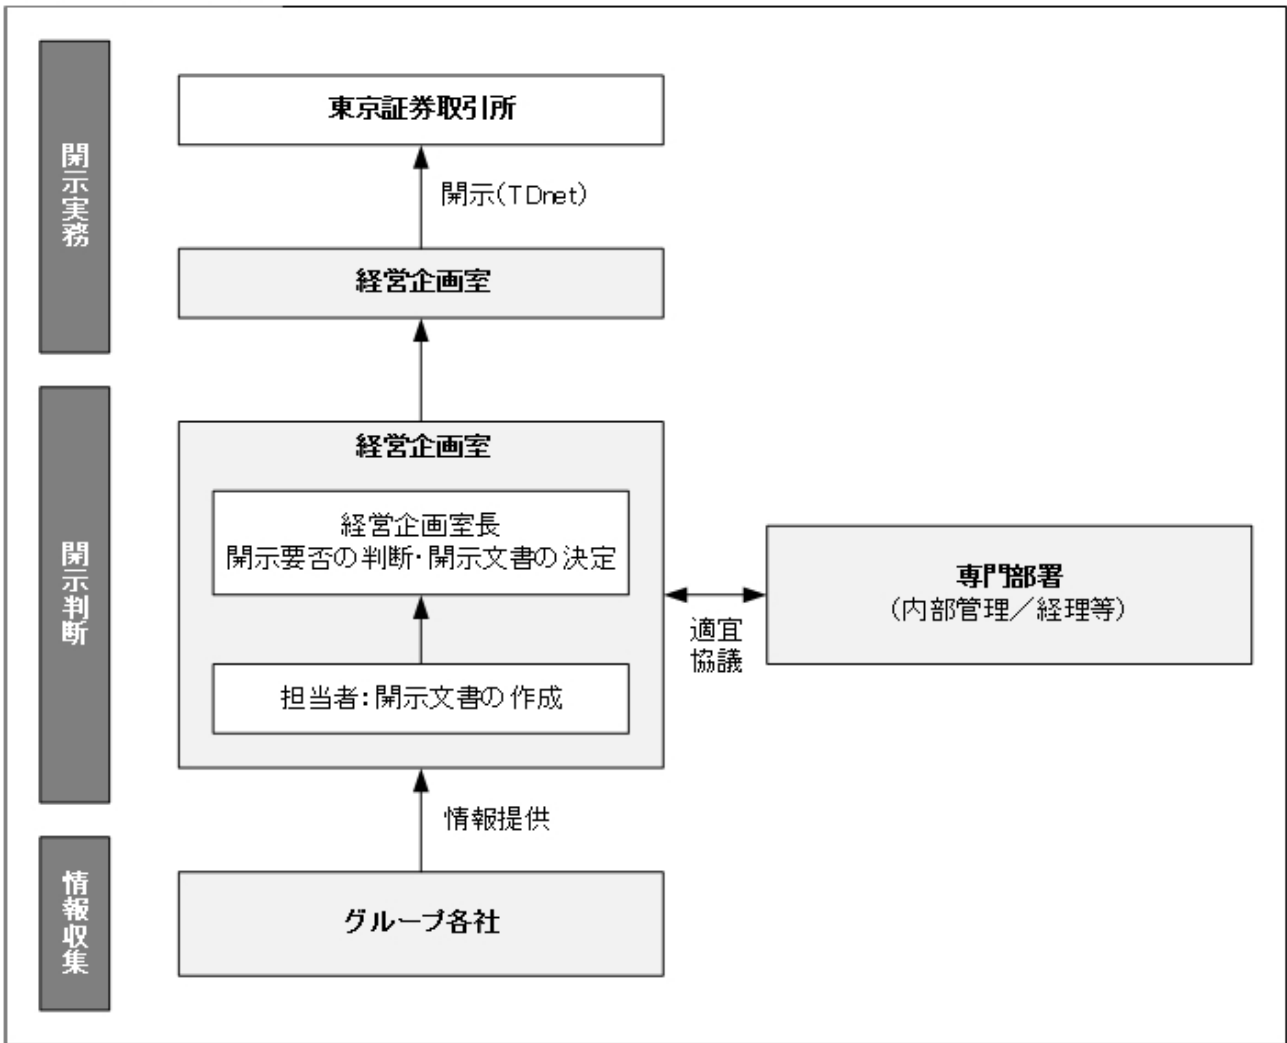 開示実務
東京証券取引所
開示(TDnet)
経営企画室
開示判断
経営企画室
経営企画室長
開示要否の判断・開示文書の決定
担当者：開示文書の作成
適宜
協議
専門部署
(内部管理／経理等)
情報提供
情報収集
グループ各社